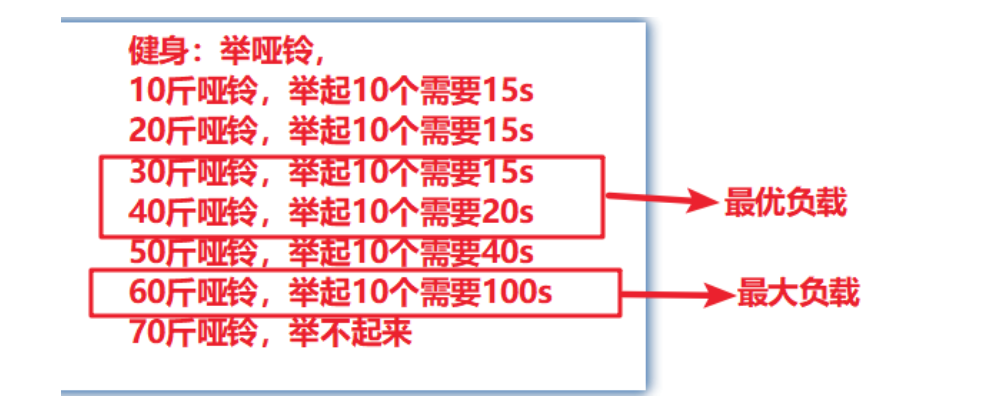 健身：举哑铃，
10斤哑铃，举起10个需要15s
20斤哑铃，举起10个需要15s
30斤哑铃，举起10个需要15s
40斤哑铃，举起10个需要20s
最优负载
50斤哑铃，举起10个需要40s
60斤哑铃，举起10个需要100s
最大负载
70斤哑铃，举不起来